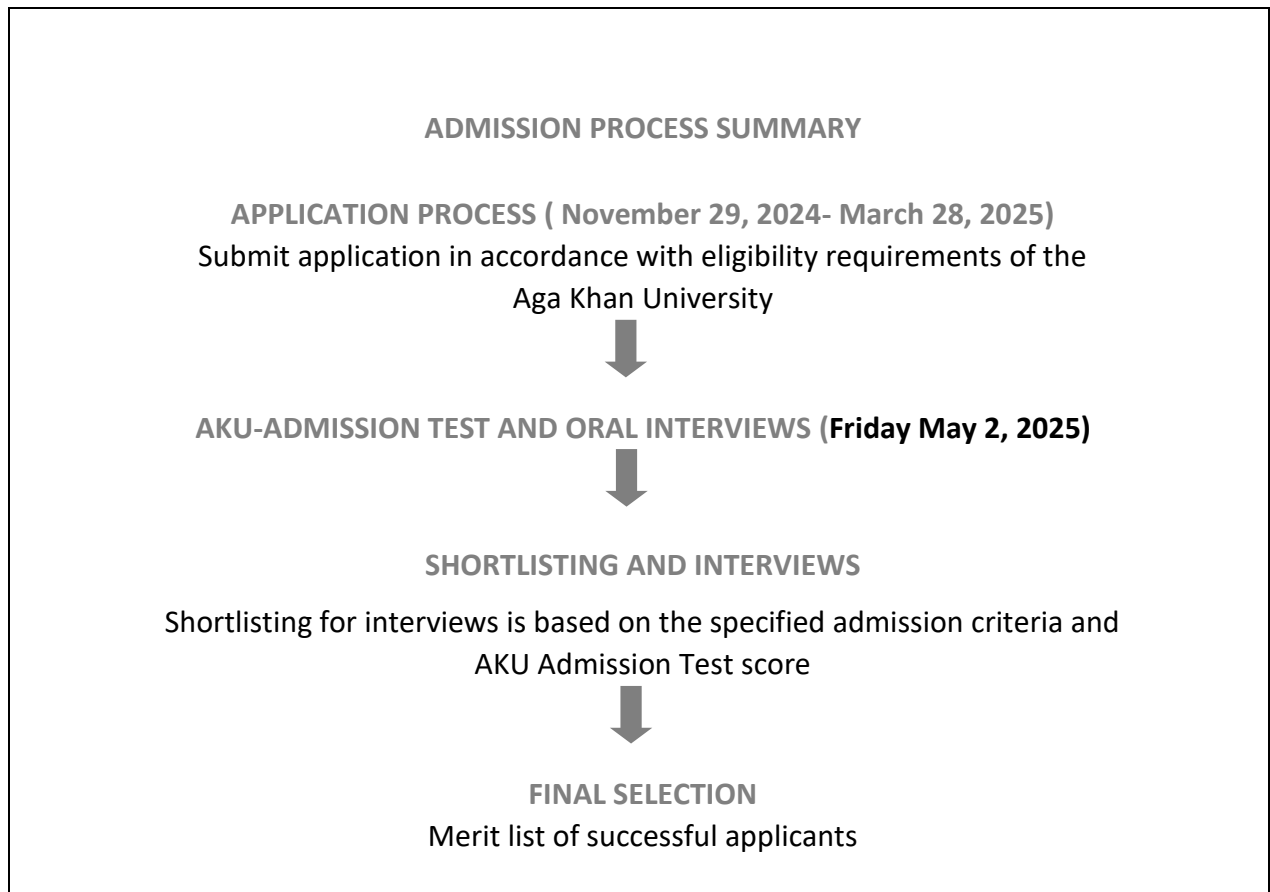 ADMISSION PROCESS SUMMARY
APPLICATION PROCESS ( November 29, 2024- March 28, 2025)
Submit application in accordance with eligibility requirements of the
Aga Khan University
AKU-ADMISSION TEST AND ORAL INTERVIEWS (Friday May 2, 2025)
SHORTLISTING AND INTERVIEWS
Shortlisting for interviews is based on the specified admission criteria and
AKU Admission Test score
FINAL SELECTION
Merit list of successful applicants